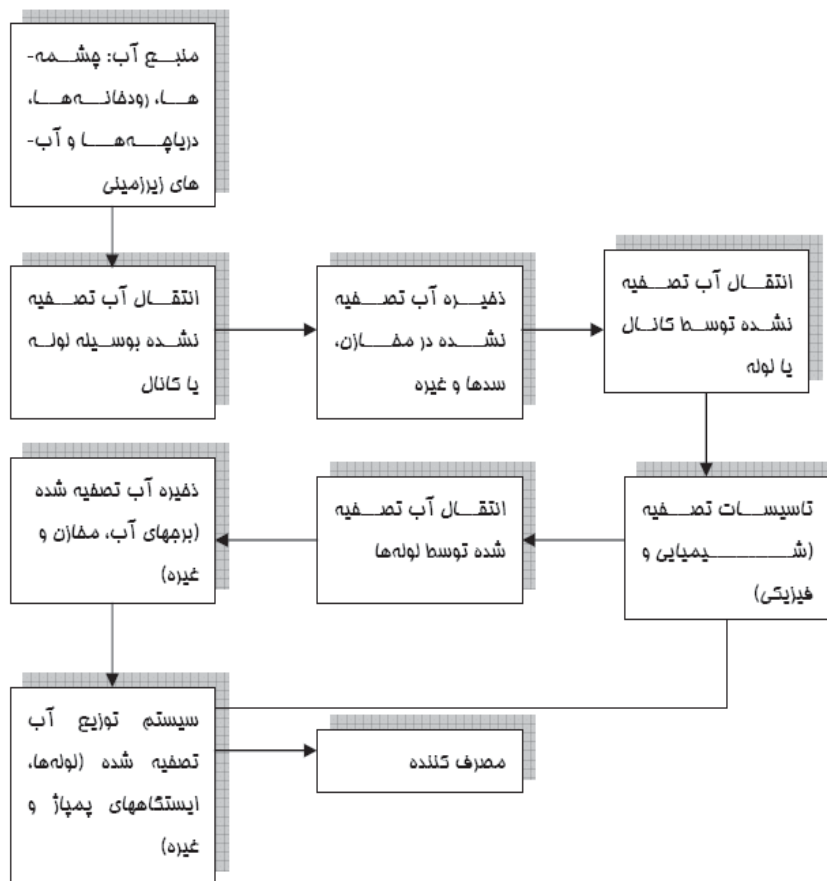 منبع آب: چشمه-
ها، رودخانه‌ها،
دریاچه‌ها و آب-
های زیرزمینی
انتقال آب تصفیه
نشده بوسیله لوله
یا کانال
ذخیره آب تصفیه
نشده در مخازن،
سدها و غیره
انتقال آب تصفیه
نشده توسط کانال
یا لوله
تاسیسات تصفیه
(شیمیایی و
فیزیکی)
انتقال آب تصفیه
شده توسط لوله‌ها
ذخیره آب تصفیه شده
(برجهای آب، مخازن و
غیره)
سیستم توزیع آب
تصفیه شده (لوله‌ها،
ایستگاههای پمپاژ و
غیره)
مصرف کننده